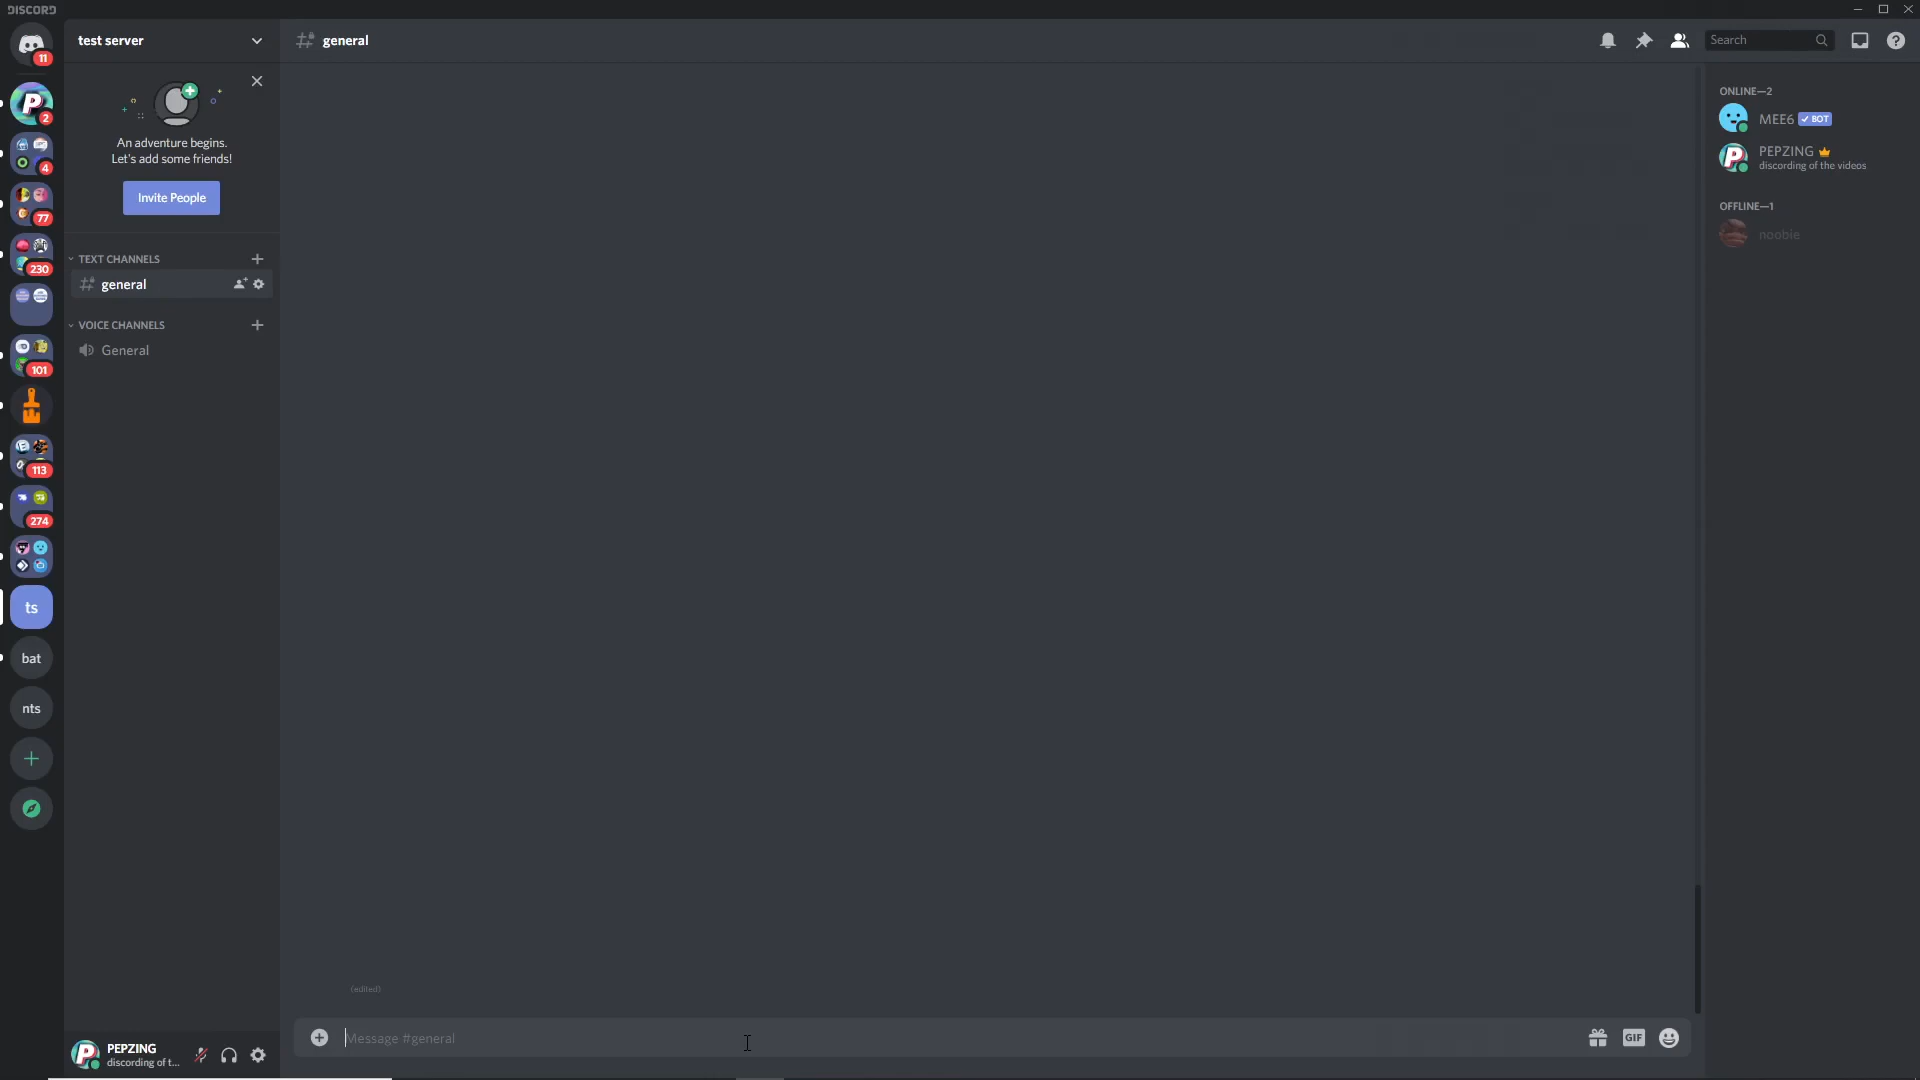 DISCORD
test server
general
Search
11
2
4
77
230
101
113
274
ts
bat
nts
An adventure begins.
Let's add some friends!
Invite People
TEXT CHANNELS
general
VOICE CHANNELS
General
(edited)
Message #general
GIF
PEPZING
discording of t...
ONLINE—2
MEE6 ✓ BOT
PEPZING
discording of the videos
OFFLINE—1
noobie